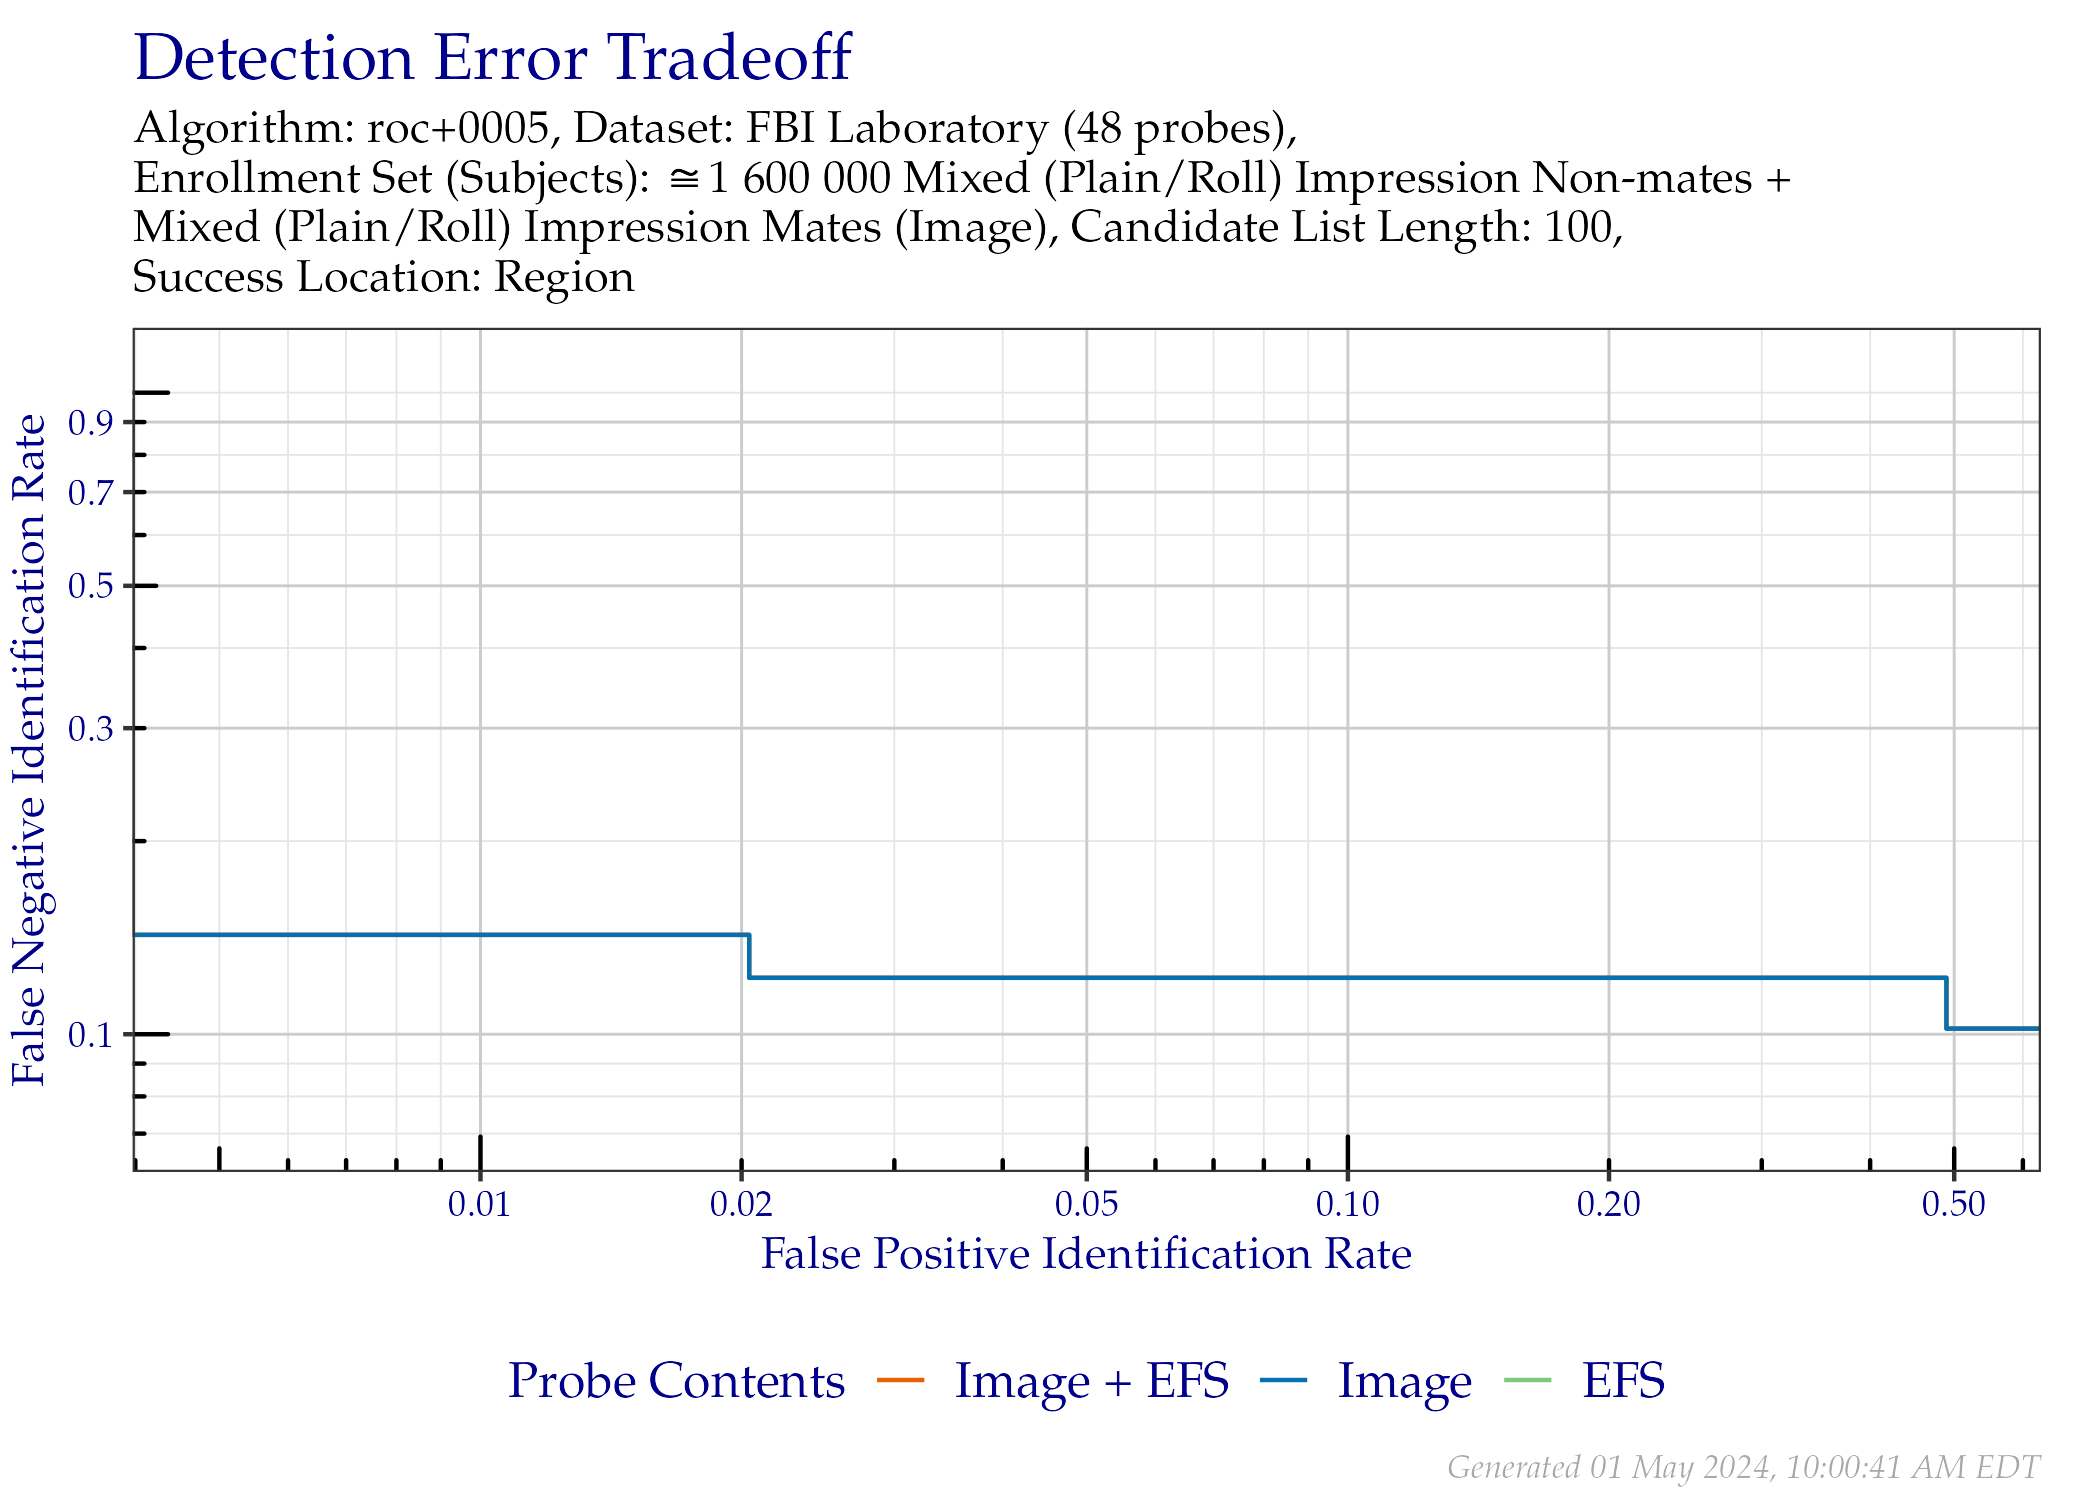 Detection Error Tradeoff
Algorithm: roc+0005, Dataset: FBI Laboratory (48 probes),
Enrollment Set (Subjects): ≅1 600 000 Mixed (Plain/Roll) Impression Non-mates +
Mixed (Plain/Roll) Impression Mates (Image), Candidate List Length: 100,
Success Location: Region
False Negative Identification Rate
0.9
0.7
0.5
0.3
0.1
0.01 0.02 0.05 0.10 0.20 0.50
False Positive Identification Rate
Probe Contents Image + EFS Image EFS
Generated 01 May 2024, 10:00:41 AM EDT